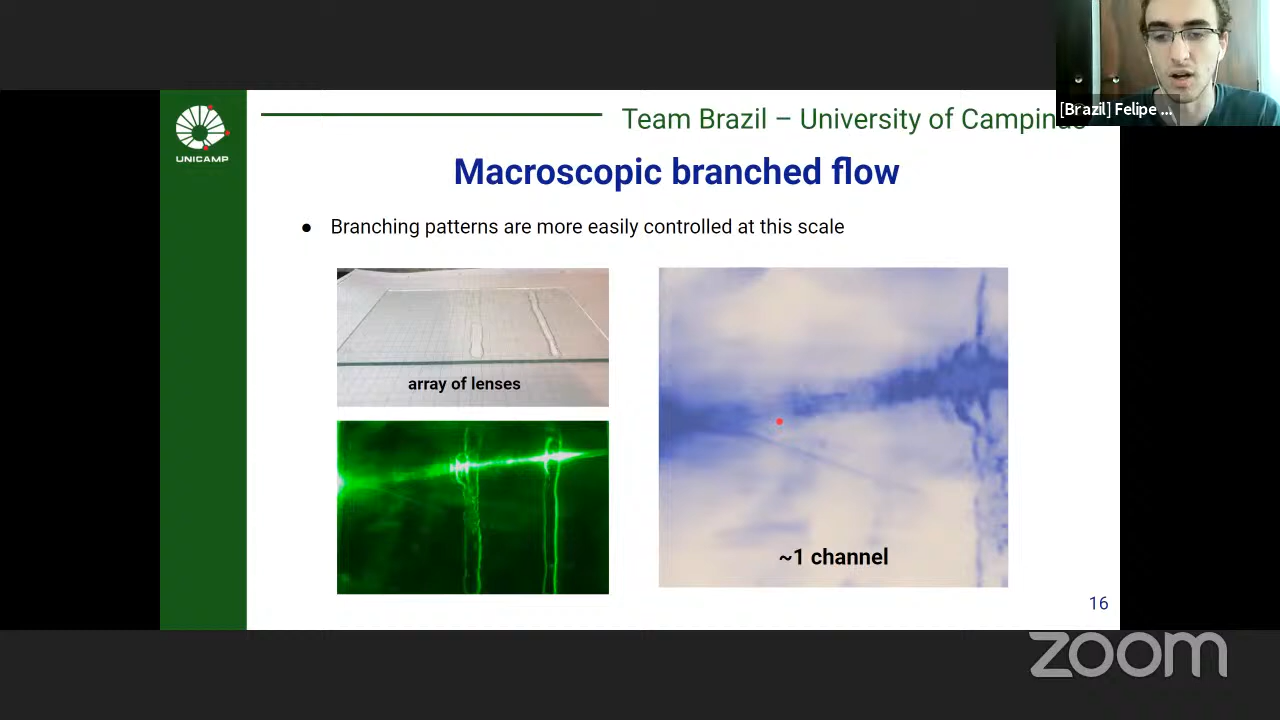 [Brazil] Felipe ...
UNICAMP
Team Brazil – University of Campinas
Macroscopic branched flow
● Branching patterns are more easily controlled at this scale
array of lenses
~1 channel
16
zoom